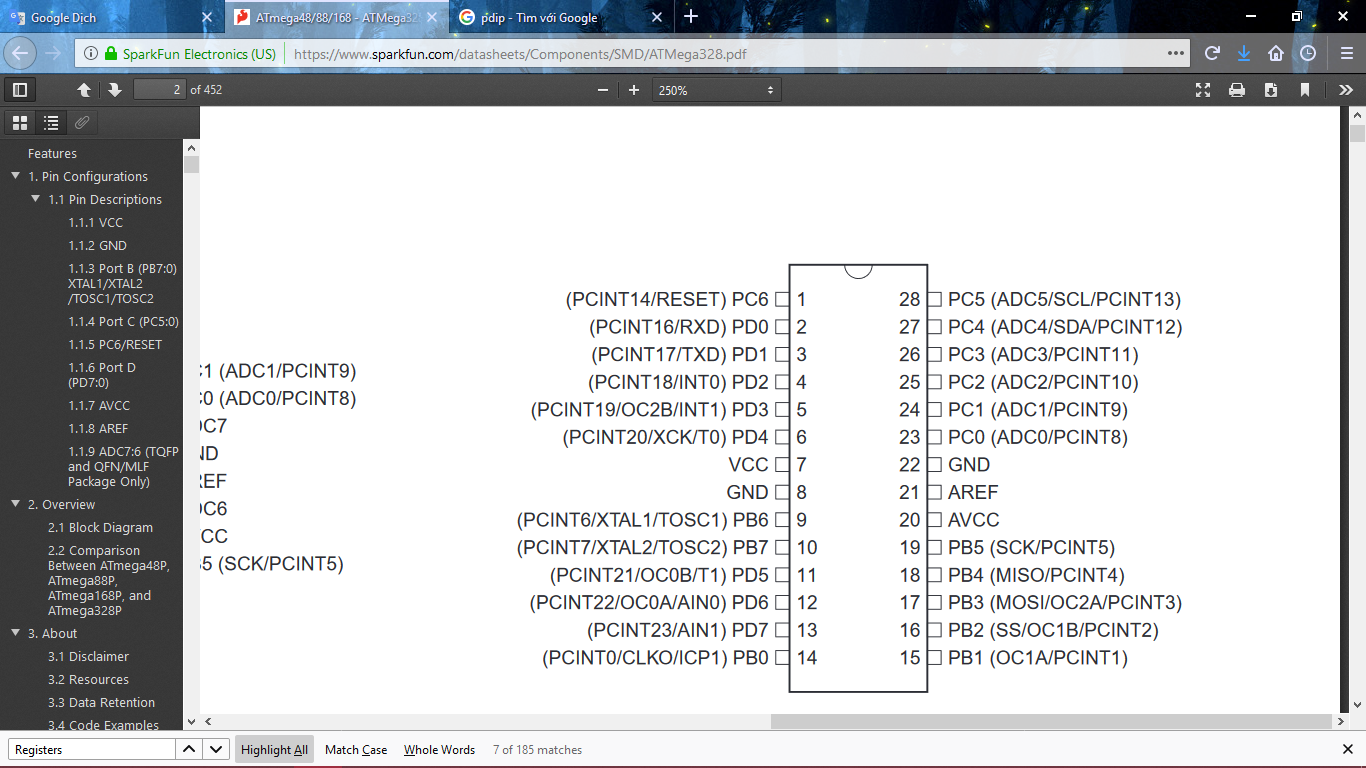 Google Dịch
ATmega48/88/168 - ATMega328
pdip - Tìm với Google
SparkFun Electronics (US)
https://www.sparkfun.com/datasheets/Components/SMD/ATMega328.pdf
2 of 452
250%
Features
1. Pin Configurations
1.1 Pin Descriptions
1.1.1 VCC
1.1.2 GND
1.1.3 Port B (PB7:0)
XTAL1/XTAL2
/TOSC1/TOSC2
1.1.4 Port C (PC5:0)
1.1.5 PC6/RESET
1.1.6 Port D
(PD7:0)
1.1.7 AVCC
1.1.8 AREF
1.1.9 ADC7:6 (TQFP
and QFN/MLF
Package Only)
2. Overview
2.1 Block Diagram
2.2 Comparison
Between ATmega48P,
ATmega88P,
ATmega168P, and
ATmega328P
3. About
3.1 Disclaimer
3.2 Resources
3.3 Data Retention
3.4 Code Examples
C1 (ADC1/PCINT9)
C0 (ADC0/PCINT8)
DC7
ND
REF
DC6
VCC
B5 (SCK/PCINT5)
(PCINT14/RESET) PC6 1 28 PC5 (ADC5/SCL/PCINT13)
(PCINT16/RXD) PD0 2 27 PC4 (ADC4/SDA/PCINT12)
(PCINT17/TXD) PD1 3 26 PC3 (ADC3/PCINT11)
(PCINT18/INT0) PD2 4 25 PC2 (ADC2/PCINT10)
(PCINT19/OC2B/INT1) PD3 5 24 PC1 (ADC1/PCINT9)
(PCINT20/XCK/T0) PD4 6 23 PC0 (ADC0/PCINT8)
VCC 7 22 GND
GND 8 21 AREF
(PCINT6/XTAL1/TOSC1) PB6 9 20 AVCC
(PCINT7/XTAL2/TOSC2) PB7 10 19 PB5 (SCK/PCINT5)
(PCINT21/OC0B/T1) PD5 11 18 PB4 (MISO/PCINT4)
(PCINT22/OC0A/AIN0) PD6 12 17 PB3 (MOSI/OC2A/PCINT3)
(PCINT23/AIN1) PD7 13 16 PB2 (SS/OC1B/PCINT2)
(PCINT0/CLKO/ICP1) PB0 14 15 PB1 (OC1A/PCINT1)
Registers
Highlight All
Match Case
Whole Words
7 of 185 matches